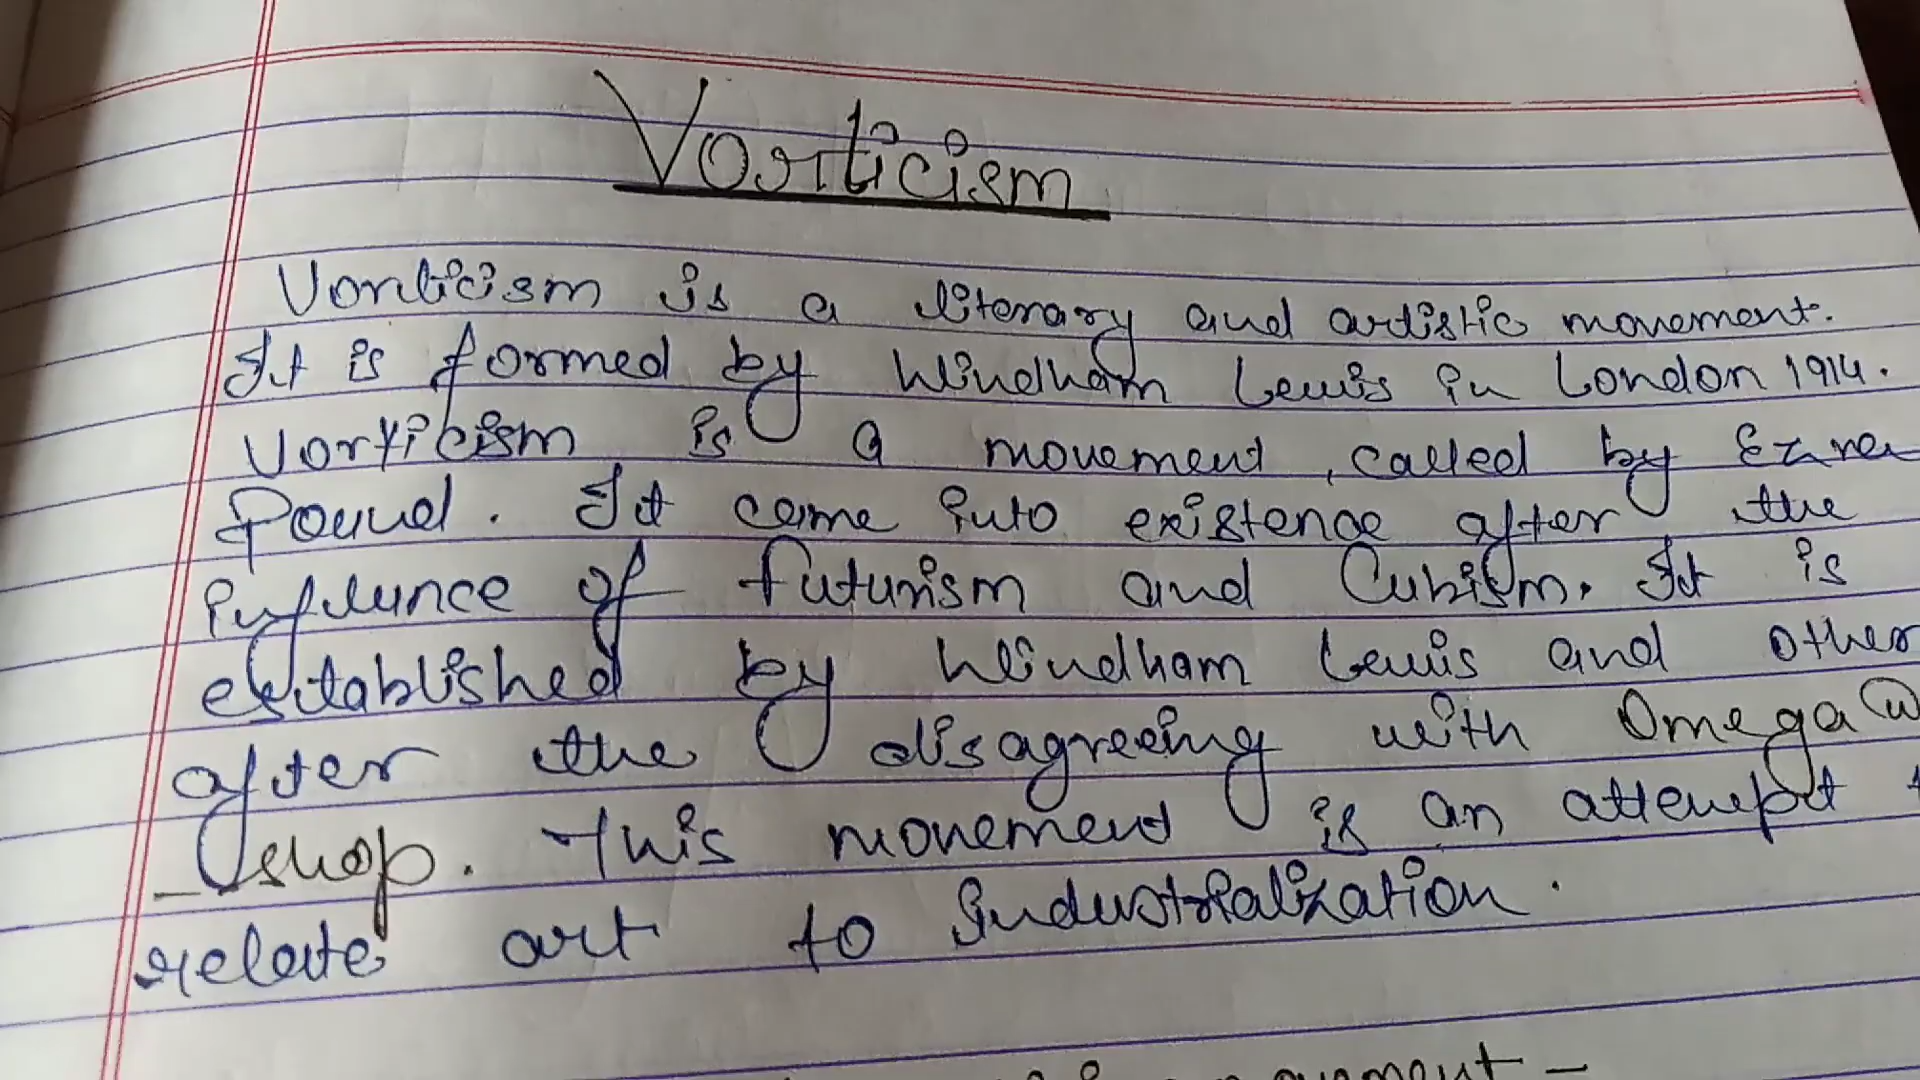 Vorticism
Vorticism is a literary and artistic movement.
It is formed by Windham Lewis in London 1914.
Vorticism is a movement, called by Ezra
Pound. It came into existence after the
influnce of futurism and Cubism. It is
established by Windham Lewis and other
after the disagreeing with Omega W
shop. This movement is an attempt t
relate art to Industrialization.